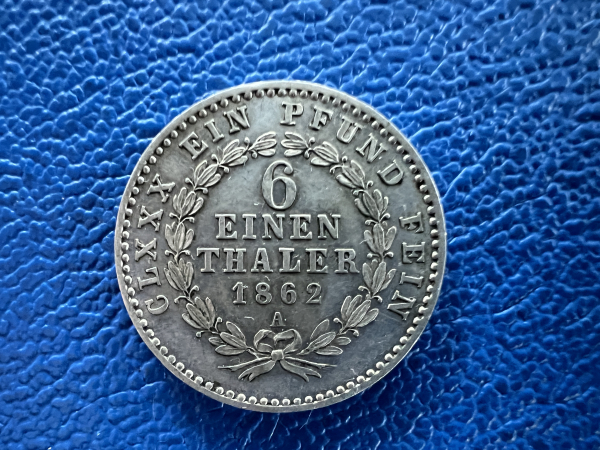 CLXXX EIN PFUND FEIN
6
EINEN
THALER
1862
A